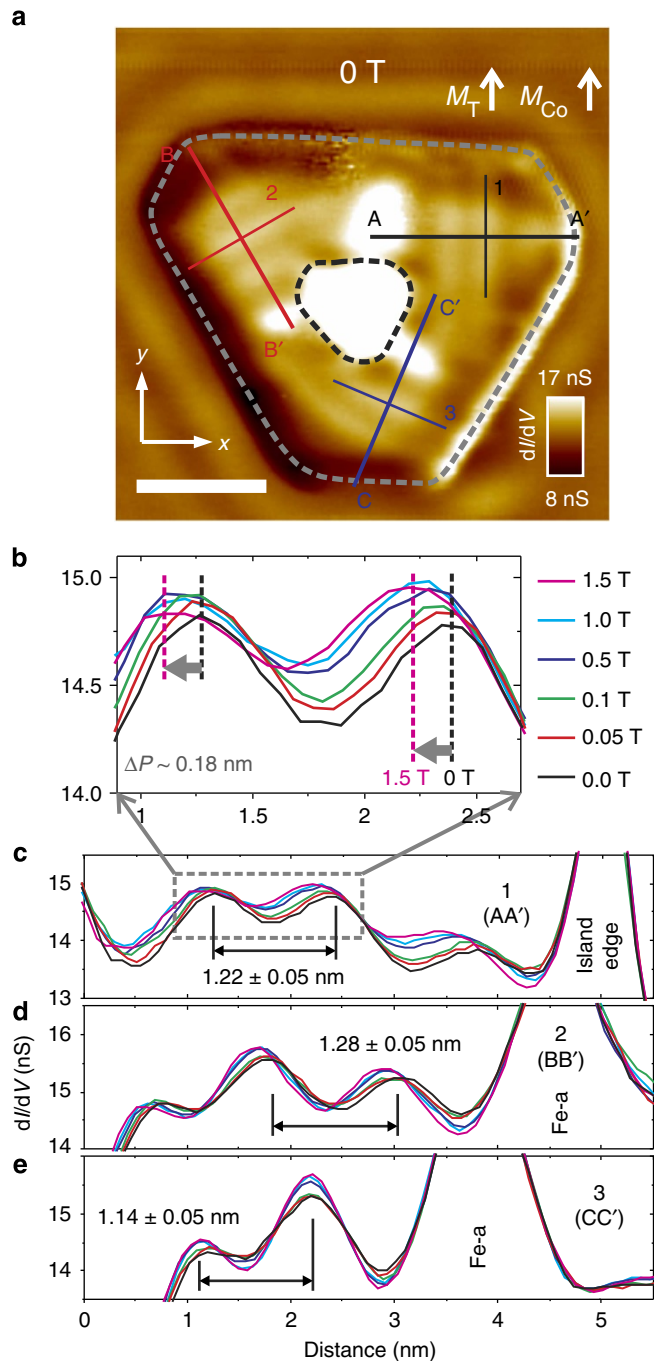 a
0 T
M_T M_Co
B
2
1
A
A′
B′
C′
3
C
y
x
17 nS
dI/dV
8 nS
b
15.0
14.5
14.0
ΔP ~ 0.18 nm
1.5 T 0 T
1 1.5 2 2.5
1.5 T
1.0 T
0.5 T
0.1 T
0.05 T
0.0 T
c
15
14
13
1
(AA′)
1.22 ± 0.05 nm
Island
edge
d
16
15
14
1.28 ± 0.05 nm
2
(BB′)
Fe-a
dI/dV (nS)
e
15
14
1.14 ± 0.05 nm
3
(CC′)
Fe-a
0 1 2 3 4 5
Distance (nm)